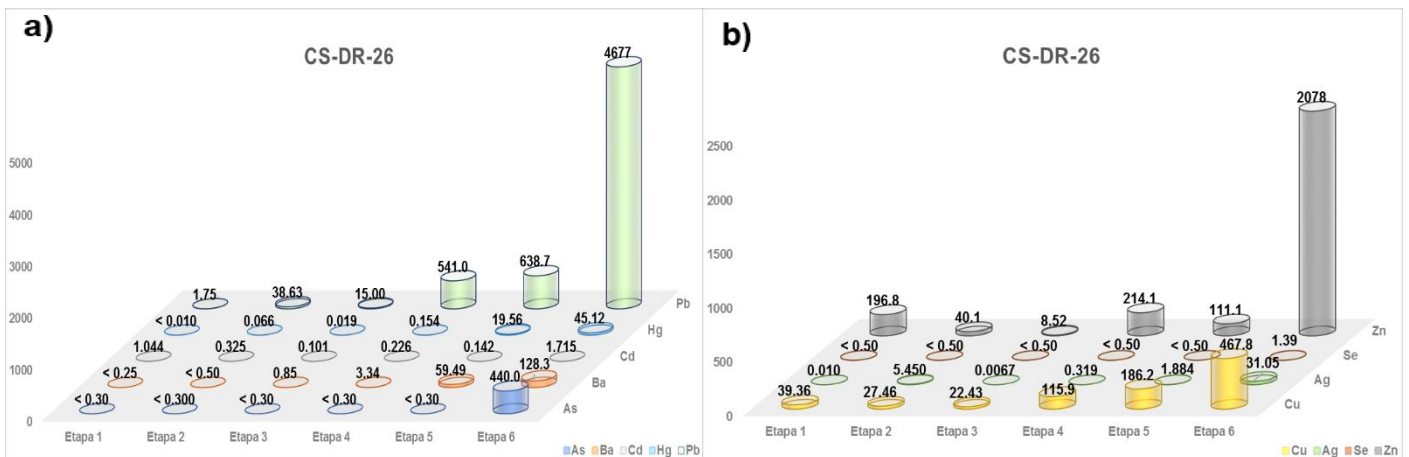 a)
CS-DR-26
4677
5000
4000
3000
2000
1000
0
1,75 38.63 15.00 541.0 638.7
< 0.010 0.066 0.019 0.154 19.56 45.12
1.044 0.325 0.101 0.226 0.142 1.715
< 0.25 < 0.50 0.85 3.34 59.49 128.3
< 0.30 < 0.300 < 0.30 < 0.30 < 0.30 440.0
Pb
Hg
Cd
Ba
As
Etapa 1 Etapa 2 Etapa 3 Etapa 4 Etapa 5 Etapa 6
As Ba Cd Hg Pb
b)
CS-DR-26
2078
2500
2000
1500
1000
500
0
196.8 40.1 8.52 214.1 111.1
< 0.50 < 0.50 < 0.50 < 0.50 < 0.50 1.39
0.010 5.450 0.0067 0.319 1.884 31.05
39.36 27.46 22.43 115.9 186.2 467.8
Zn
Se
Ag
Cu
Etapa 1 Etapa 2 Etapa 3 Etapa 4 Etapa 5 Etapa 6
Cu Ag Se Zn